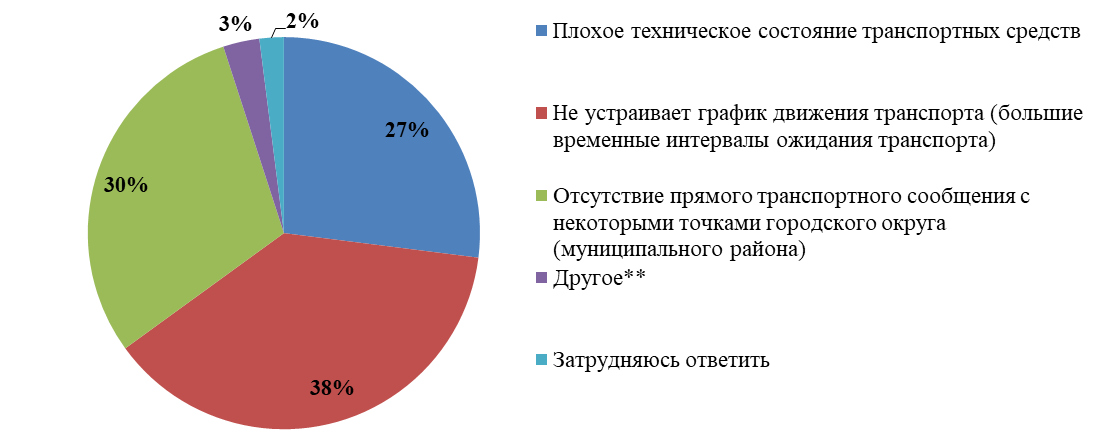 2%
3%
27%
30%
38%
Плохое техническое состояние транспортных средств
Не устраивает график движения транспорта (большие
временные интервалы ожидания транспорта)
Отсутствие прямого транспортного сообщения с
некоторыми точками городского округа
(муниципального района)
Другое**
Затрудняюсь ответить